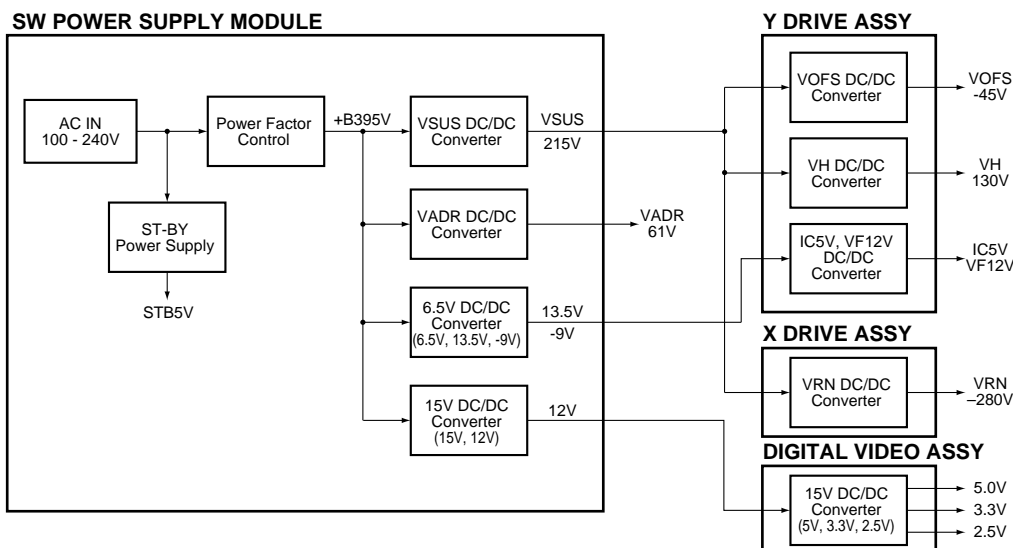 SW POWER SUPPLY MODULE
AC IN
100 - 240V
Power Factor
Control
+B395V
VSUS DC/DC
Converter
VSUS
215V
ST-BY
Power Supply
STB5V
VADR DC/DC
Converter
VADR
61V
6.5V DC/DC
Converter
(6.5V, 13.5V, -9V)
13.5V
-9V
15V DC/DC
Converter
(15V, 12V)
12V
Y DRIVE ASSY
VOFS DC/DC
Converter
VOFS
-45V
VH DC/DC
Converter
VH
130V
IC5V, VF12V
DC/DC
Converter
IC5V
VF12V
X DRIVE ASSY
VRN DC/DC
Converter
VRN
–280V
DIGITAL VIDEO ASSY
15V DC/DC
Converter
(5V, 3.3V, 2.5V)
5.0V
3.3V
2.5V